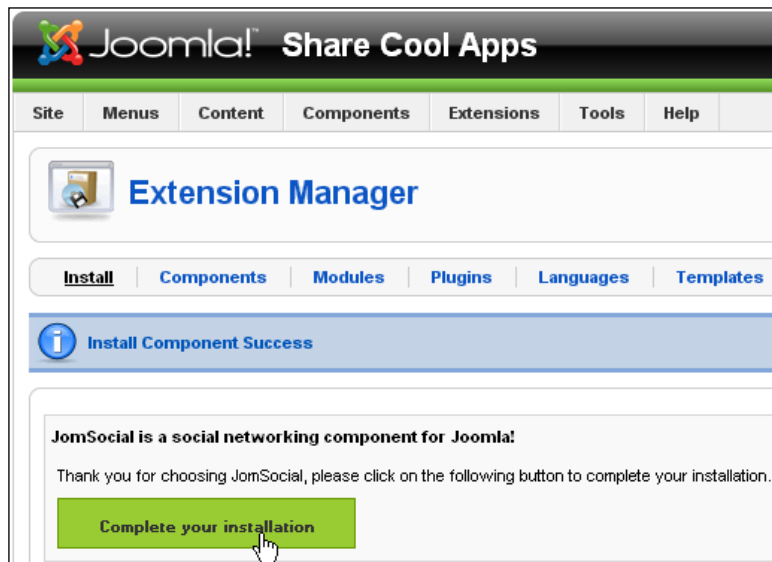 Joomla!™ Share Cool Apps
Site Menus Content Components Extensions Tools Help
Extension Manager
Install Components Modules Plugins Languages Templates
Install Component Success
JomSocial is a social networking component for Joomla!
Thank you for choosing JomSocial, please click on the following button to complete your installation.
Complete your installation